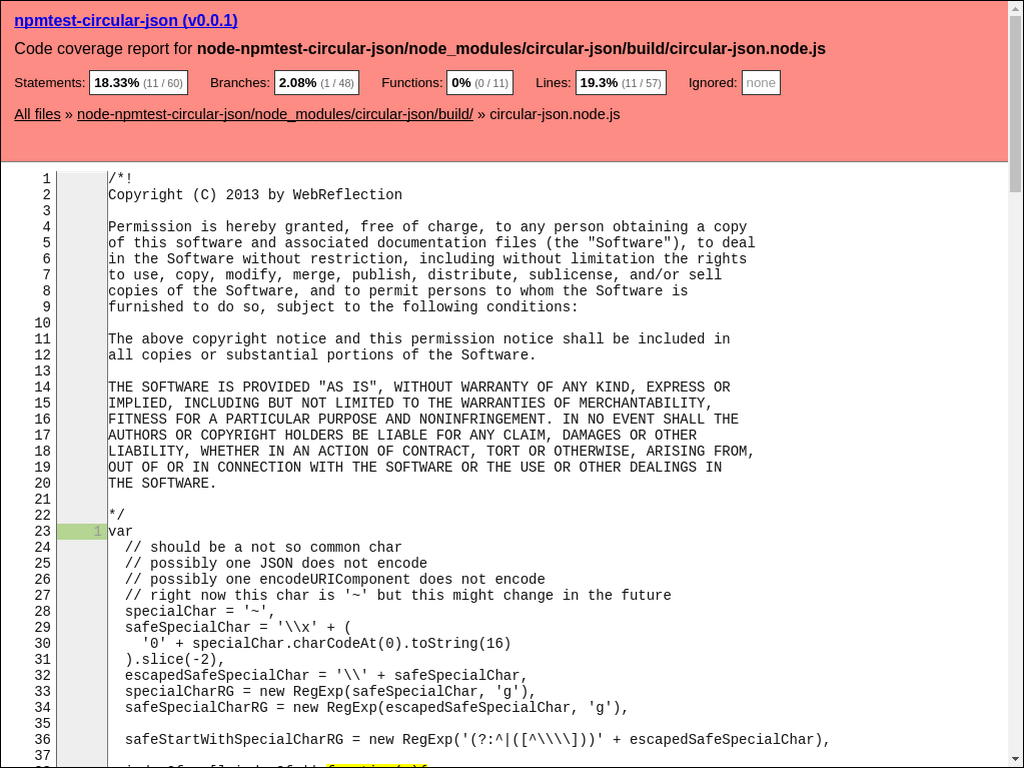 npmtest-circular-json (v0.0.1)
Code coverage report for node-npmtest-circular-json/node_modules/circular-json/build/circular-json.node.js
Statements: 18.33% (11 / 60) Branches: 2.08% (1 / 48) Functions: 0% (0 / 11) Lines: 19.3% (11 / 57) Ignored: none
All files » node-npmtest-circular-json/node_modules/circular-json/build/ » circular-json.node.js
1 /*!
2 Copyright (C) 2013 by WebReflection
3
4 Permission is hereby granted, free of charge, to any person obtaining a copy
5 of this software and associated documentation files (the "Software"), to deal
6 in the Software without restriction, including without limitation the rights
7 to use, copy, modify, merge, publish, distribute, sublicense, and/or sell
8 copies of the Software, and to permit persons to whom the Software is
9 furnished to do so, subject to the following conditions:
10
11 The above copyright notice and this permission notice shall be included in
12 all copies or substantial portions of the Software.
13
14 THE SOFTWARE IS PROVIDED "AS IS", WITHOUT WARRANTY OF ANY KIND, EXPRESS OR
15 IMPLIED, INCLUDING BUT NOT LIMITED TO THE WARRANTIES OF MERCHANTABILITY,
16 FITNESS FOR A PARTICULAR PURPOSE AND NONINFRINGEMENT. IN NO EVENT SHALL THE
17 AUTHORS OR COPYRIGHT HOLDERS BE LIABLE FOR ANY CLAIM, DAMAGES OR OTHER
18 LIABILITY, WHETHER IN AN ACTION OF CONTRACT, TORT OR OTHERWISE, ARISING FROM,
19 OUT OF OR IN CONNECTION WITH THE SOFTWARE OR THE USE OR OTHER DEALINGS IN
20 THE SOFTWARE.
21
22 */
23 1 var
24 // should be a not so common char
25 // possibly one JSON does not encode
26 // possibly one encodeURIComponent does not encode
27 // right now this char is '~' but this might change in the future
28 specialChar = '~',
29 safeSpecialChar = '\\x' + (
30 '0' + specialChar.charCodeAt(0).toString(16)
31 ).slice(-2),
32 escapedSafeSpecialChar = '\\' + safeSpecialChar,
33 specialCharRG = new RegExp(safeSpecialChar, 'g'),
34 safeSpecialCharRG = new RegExp(escapedSafeSpecialChar, 'g'),
35
36 safeStartWithSpecialCharRG = new RegExp('(?:^|([^\\\\]))' + escapedSafeSpecialChar),
37